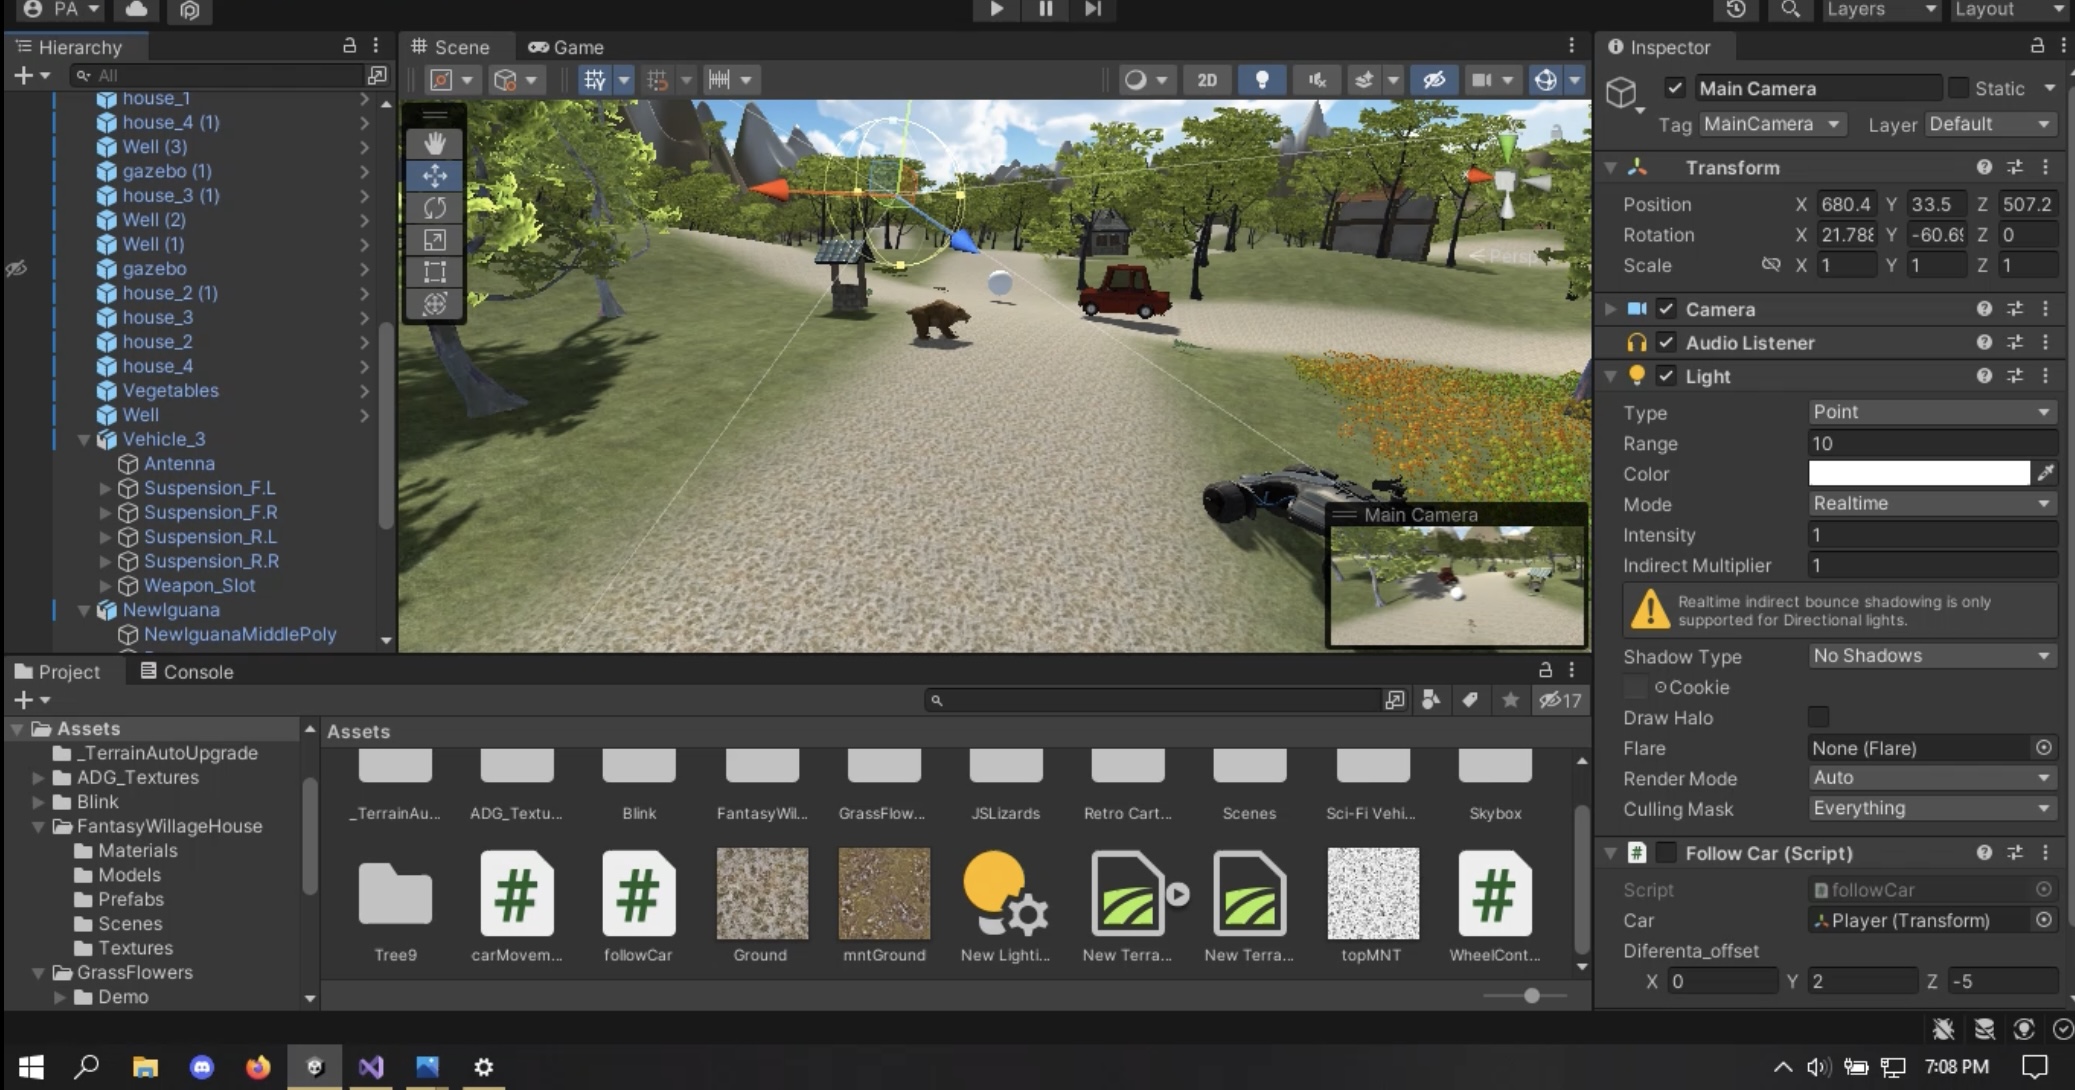 PA
Layers
Layout
Hierarchy
All
house_1
house_4 (1)
Well (3)
gazebo (1)
house_3 (1)
Well (2)
Well (1)
gazebo
house_2 (1)
house_3
house_2
house_4
Vegetables
Well
Vehicle_3
Antenna
Suspension_F.L
Suspension_F.R
Suspension_R.L
Suspension_R.R
Weapon_Slot
NewIguana
NewIguanaMiddlePoly
Scene
Game
2D
Persp
Main Camera
Inspector
Main Camera
Static
Tag MainCamera Layer Default
Transform
Position X 680.4 Y 33.5 Z 507.2
Rotation X 21.788 Y -60.69 Z 0
Scale X 1 Y 1 Z 1
Camera
Audio Listener
Light
Type Point
Range 10
Color
Mode Realtime
Intensity 1
Indirect Multiplier 1
Realtime indirect bounce shadowing is only
supported for Directional lights.
Shadow Type No Shadows
Cookie
Draw Halo
Flare None (Flare)
Render Mode Auto
Culling Mask Everything
# Follow Car (Script)
Script followCar
Car Player (Transform)
Diferenta_offset
X 0 Y 2 Z -5
Project
Console
17
Assets
_TerrainAutoUpgrade
ADG_Textures
Blink
FantasyWillageHouse
Materials
Models
Prefabs
Scenes
Textures
GrassFlowers
Demo
Assets
_TerrainAu... ADG_Textu... Blink FantasyWil... GrassFlow... JSLizards Retro Cart... Scenes Sci-Fi Vehi... Skybox
# # #
Tree9 carMovem... followCar Ground mntGround New Lighti... New Terra... New Terra... topMNT WheelCont...
7:08 PM